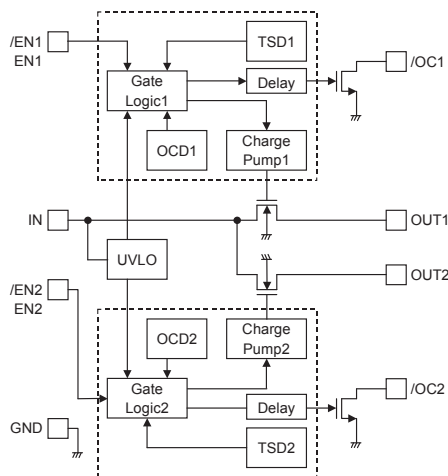 /EN1
EN1
TSD1
/OC1
Gate
Logic1
Delay
OCD1
Charge
Pump1
IN
OUT1
UVLO
OUT2
/EN2
EN2
OCD2
Charge
Pump2
Gate
Logic2
/OC2
Delay
GND
TSD2